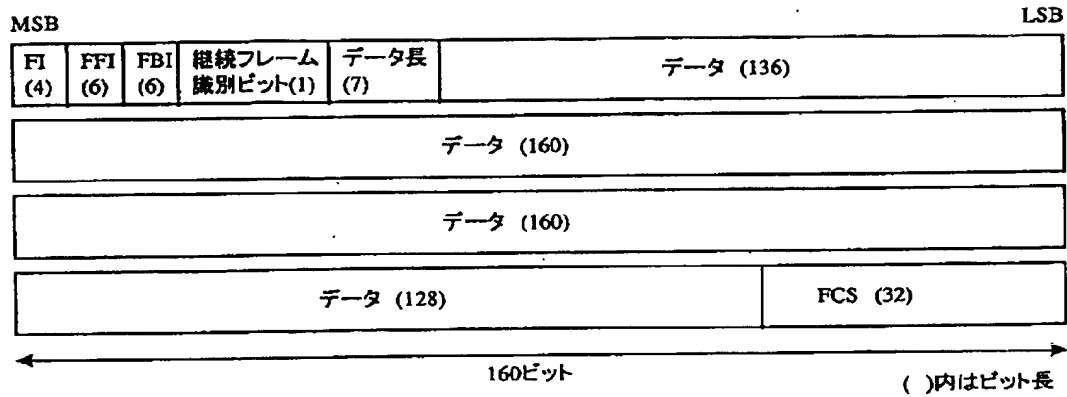 MSB LSB
FI FFI FBI 継続フレーム データ長 データ (136)
(4) (6) (6) 識別ビット(1) (7)
データ (160)
データ (160)
データ (128) FCS (32)
160ビット
( )内はビット長